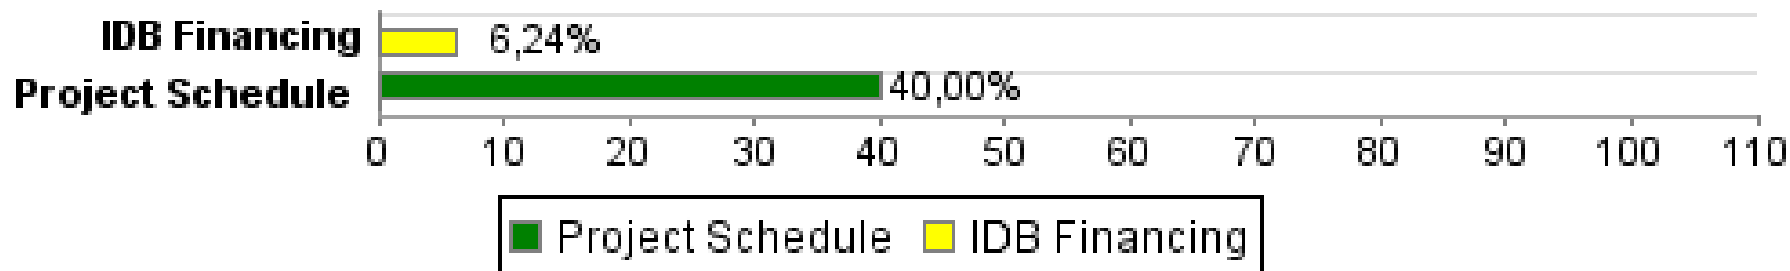 IDB Financing 6,24%
Project Schedule 40,00%
0 10 20 30 40 50 60 70 80 90 100 110
Project Schedule IDB Financing